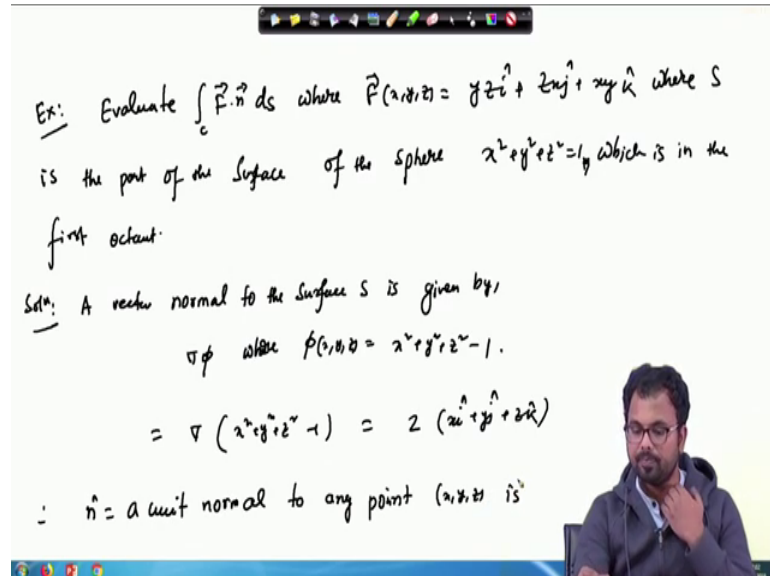 Ex: Evaluate ∫_c F⃗·n⃗ ds where F⃗(x,y,z) = yz î + zx ĵ + xy k̂ where S
is the part of the surface of the sphere x²+y²+z²=1, which is in the
first octant.
Solⁿ: A vector normal to the surface S is given by,
∇φ where φ(x,y,z) = x²+y²+z²-1.
= ∇(x²+y²+z²-1) = 2(xî+yĵ+zk̂)
∴ n̂ = a unit normal to any point (x,y,z) is